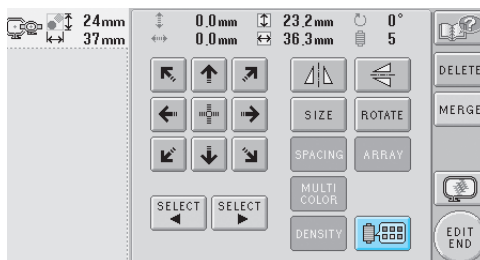 24mm 0.0mm 23.2mm 0°
37mm 0.0mm 36.3mm 5
DELETE
SIZE ROTATE MERGE
SPACING ARRAY
MULTI
COLOR
SELECT SELECT
DENSITY
EDIT
END